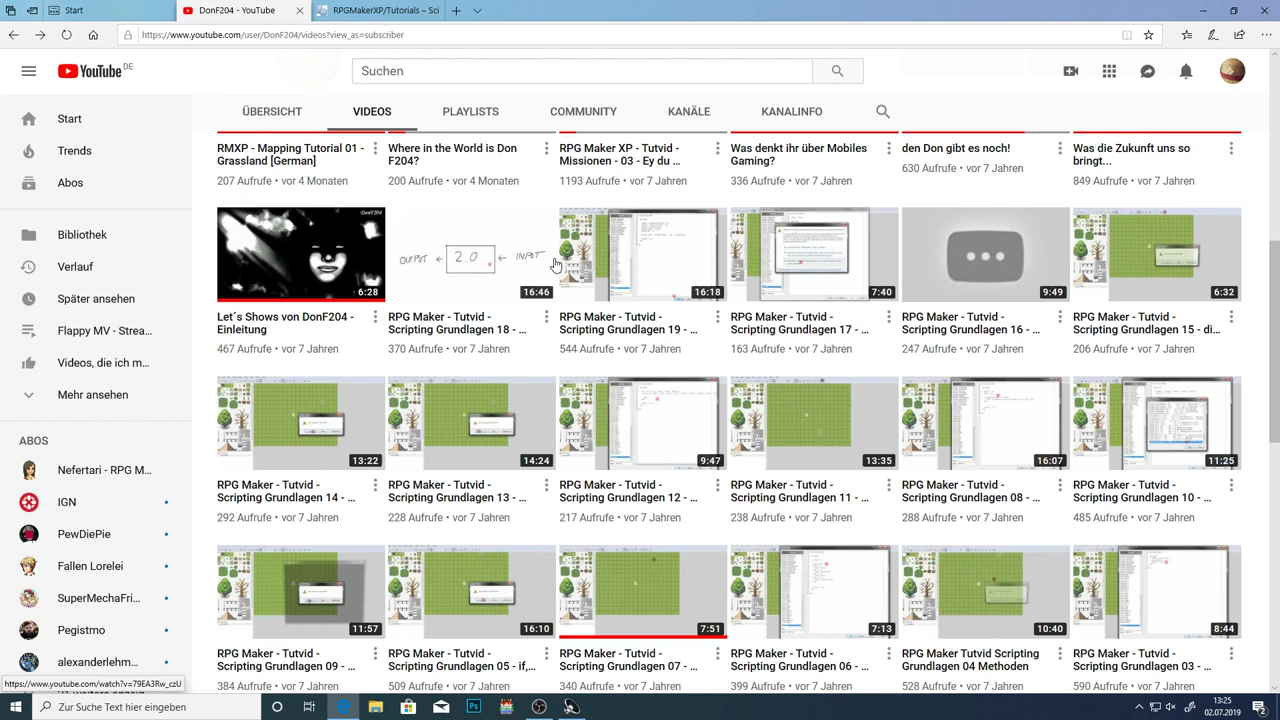 Start
DonF204 - YouTube
RPGMakerXP/Tutorials – Sci
https://www.youtube.com/user/DonF204/videos?view_as=subscriber
YouTube DE
Suchen
ÜBERSICHT VIDEOS PLAYLISTS COMMUNITY KANÄLE KANALINFO
Start
Trends
Abos
Bibliothek
Verlauf
Später ansehen
Flappy MV - Strea...
Videos, die ich m...
Mehr ansehen
ABOS
Nefertari - RPG M...
IGN
PewDiePie
Fallen Lorelei
SuperMechaFri...
Pegistmo
alexanderlehm...
https://www.youtube.com/watch?v=79EA3Rw_czU
RMXP - Mapping Tutorial 01 -
Grassland [German]
207 Aufrufe • vor 4 Monaten
Where in the World is Don
F204?
200 Aufrufe • vor 4 Monaten
RPG Maker XP - Tutvid -
Missionen - 03 - Ey du ...
1193 Aufrufe • vor 7 Jahren
Was denkt ihr über Mobiles
Gaming?
336 Aufrufe • vor 7 Jahren
den Don gibt es noch!
630 Aufrufe • vor 7 Jahren
Was die Zukunft uns so
bringt...
849 Aufrufe • vor 7 Jahren
DonF204
6:28
Let´s Shows von DonF204 -
Einleitung
467 Aufrufe • vor 7 Jahren
OUTPUT ← 20 ← INPUT
16:46
RPG Maker - Tutvid -
Scripting Grundlagen 18 - ...
370 Aufrufe • vor 7 Jahren
16:18
RPG Maker - Tutvid -
Scripting Grundlagen 19 - ...
544 Aufrufe • vor 7 Jahren
7:40
RPG Maker - Tutvid -
Scripting Grundlagen 17 - ...
163 Aufrufe • vor 7 Jahren
9:49
RPG Maker - Tutvid -
Scripting Grundlagen 16 - ...
247 Aufrufe • vor 7 Jahren
6:32
RPG Maker - Tutvid -
Scripting Grundlagen 15 - di...
206 Aufrufe • vor 7 Jahren
13:22
RPG Maker - Tutvid -
Scripting Grundlagen 14 - ...
292 Aufrufe • vor 7 Jahren
14:24
RPG Maker - Tutvid -
Scripting Grundlagen 13 - ...
228 Aufrufe • vor 7 Jahren
9:47
RPG Maker - Tutvid -
Scripting Grundlagen 12 - ...
217 Aufrufe • vor 7 Jahren
13:35
RPG Maker - Tutvid -
Scripting Grundlagen 11 - ...
238 Aufrufe • vor 7 Jahren
16:07
RPG Maker - Tutvid -
Scripting Grundlagen 08 - ...
288 Aufrufe • vor 7 Jahren
11:25
RPG Maker - Tutvid -
Scripting Grundlagen 10 - ...
485 Aufrufe • vor 7 Jahren
11:57
RPG Maker - Tutvid -
Scripting Grundlagen 09 - ...
384 Aufrufe • vor 7 Jahren
16:10
RPG Maker - Tutvid -
Scripting Grundlagen 05 - if,...
509 Aufrufe • vor 7 Jahren
7:51
RPG Maker - Tutvid -
Scripting Grundlagen 07 - ...
340 Aufrufe • vor 7 Jahren
7:13
RPG Maker - Tutvid -
Scripting Grundlagen 06 - ...
399 Aufrufe • vor 7 Jahren
10:40
RPG Maker Tutvid Scripting
Grundlagen 04 Methoden
528 Aufrufe • vor 7 Jahren
8:44
RPG Maker - Tutvid -
Scripting Grundlagen 03 - ...
590 Aufrufe • vor 7 Jahren
Zur Suche Text hier eingeben
Ps
13:25
02.07.2019
2